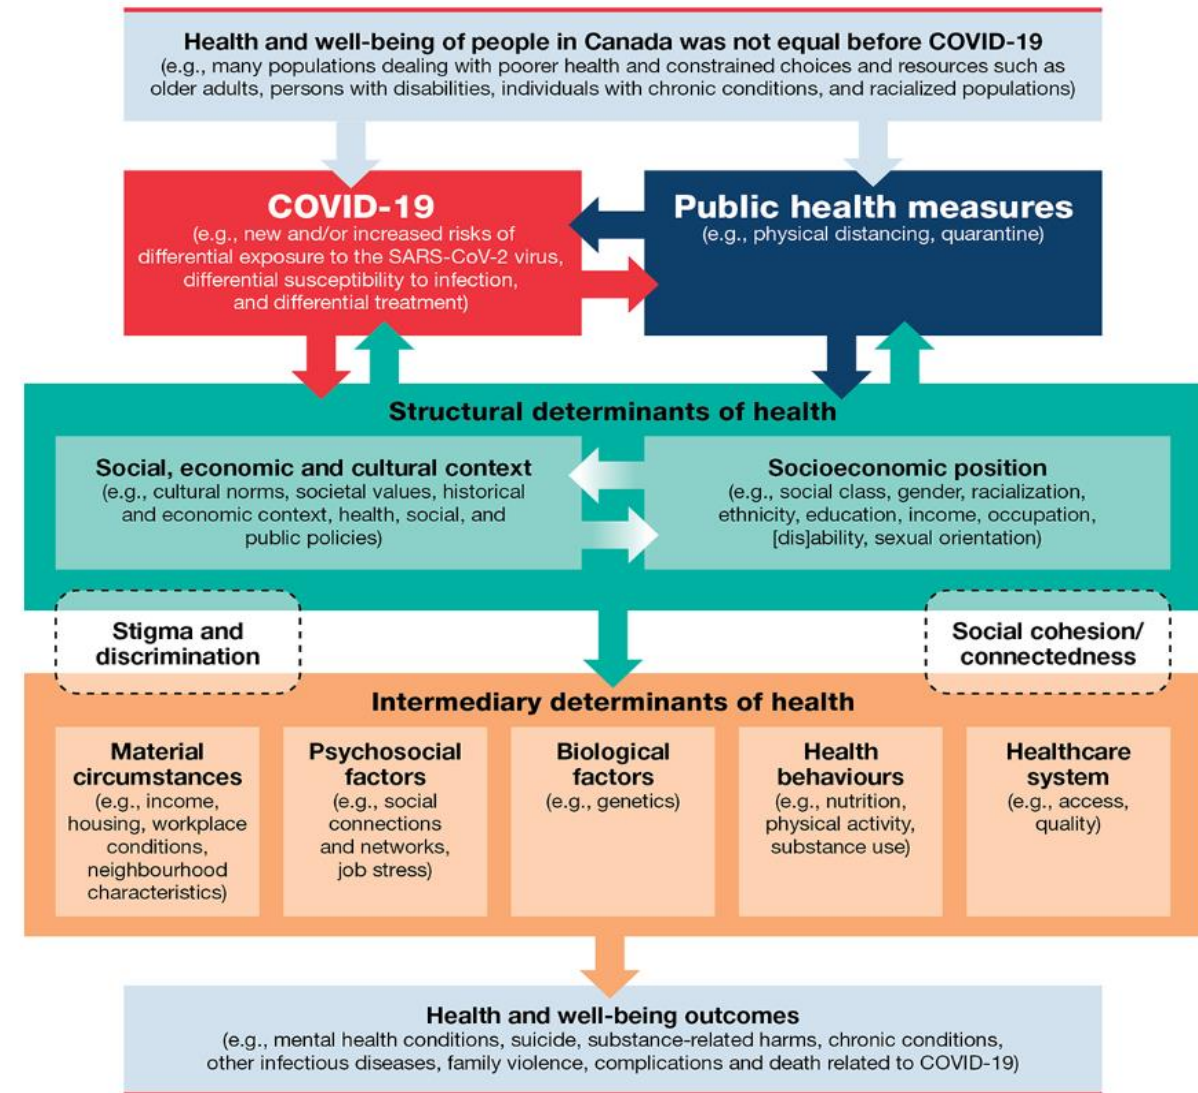 Health and well-being of people in Canada was not equal before COVID-19
(e.g., many populations dealing with poorer health and constrained choices and resources such as
older adults, persons with disabilities, individuals with chronic conditions, and racialized populations)
COVID-19
(e.g., new and/or increased risks of
differential exposure to the SARS-CoV-2 virus,
differential susceptibility to infection,
and differential treatment)
Public health measures
(e.g., physical distancing, quarantine)
Structural determinants of health
Social, economic and cultural context
(e.g., cultural norms, societal values, historical
and economic context, health, social, and
public policies)
Socioeconomic position
(e.g., social class, gender, racialization,
ethnicity, education, income, occupation,
[dis]ability, sexual orientation)
Stigma and
discrimination
Social cohesion/
connectedness
Intermediary determinants of health
Material
circumstances
(e.g., income,
housing, workplace
conditions,
neighbourhood
characteristics)
Psychosocial
factors
(e.g., social
connections
and networks,
job stress)
Biological
factors
(e.g., genetics)
Health
behaviours
(e.g., nutrition,
physical activity,
substance use)
Healthcare
system
(e.g., access,
quality)
Health and well-being outcomes
(e.g., mental health conditions, suicide, substance-related harms, chronic conditions,
other infectious diseases, family violence, complications and death related to COVID-19)